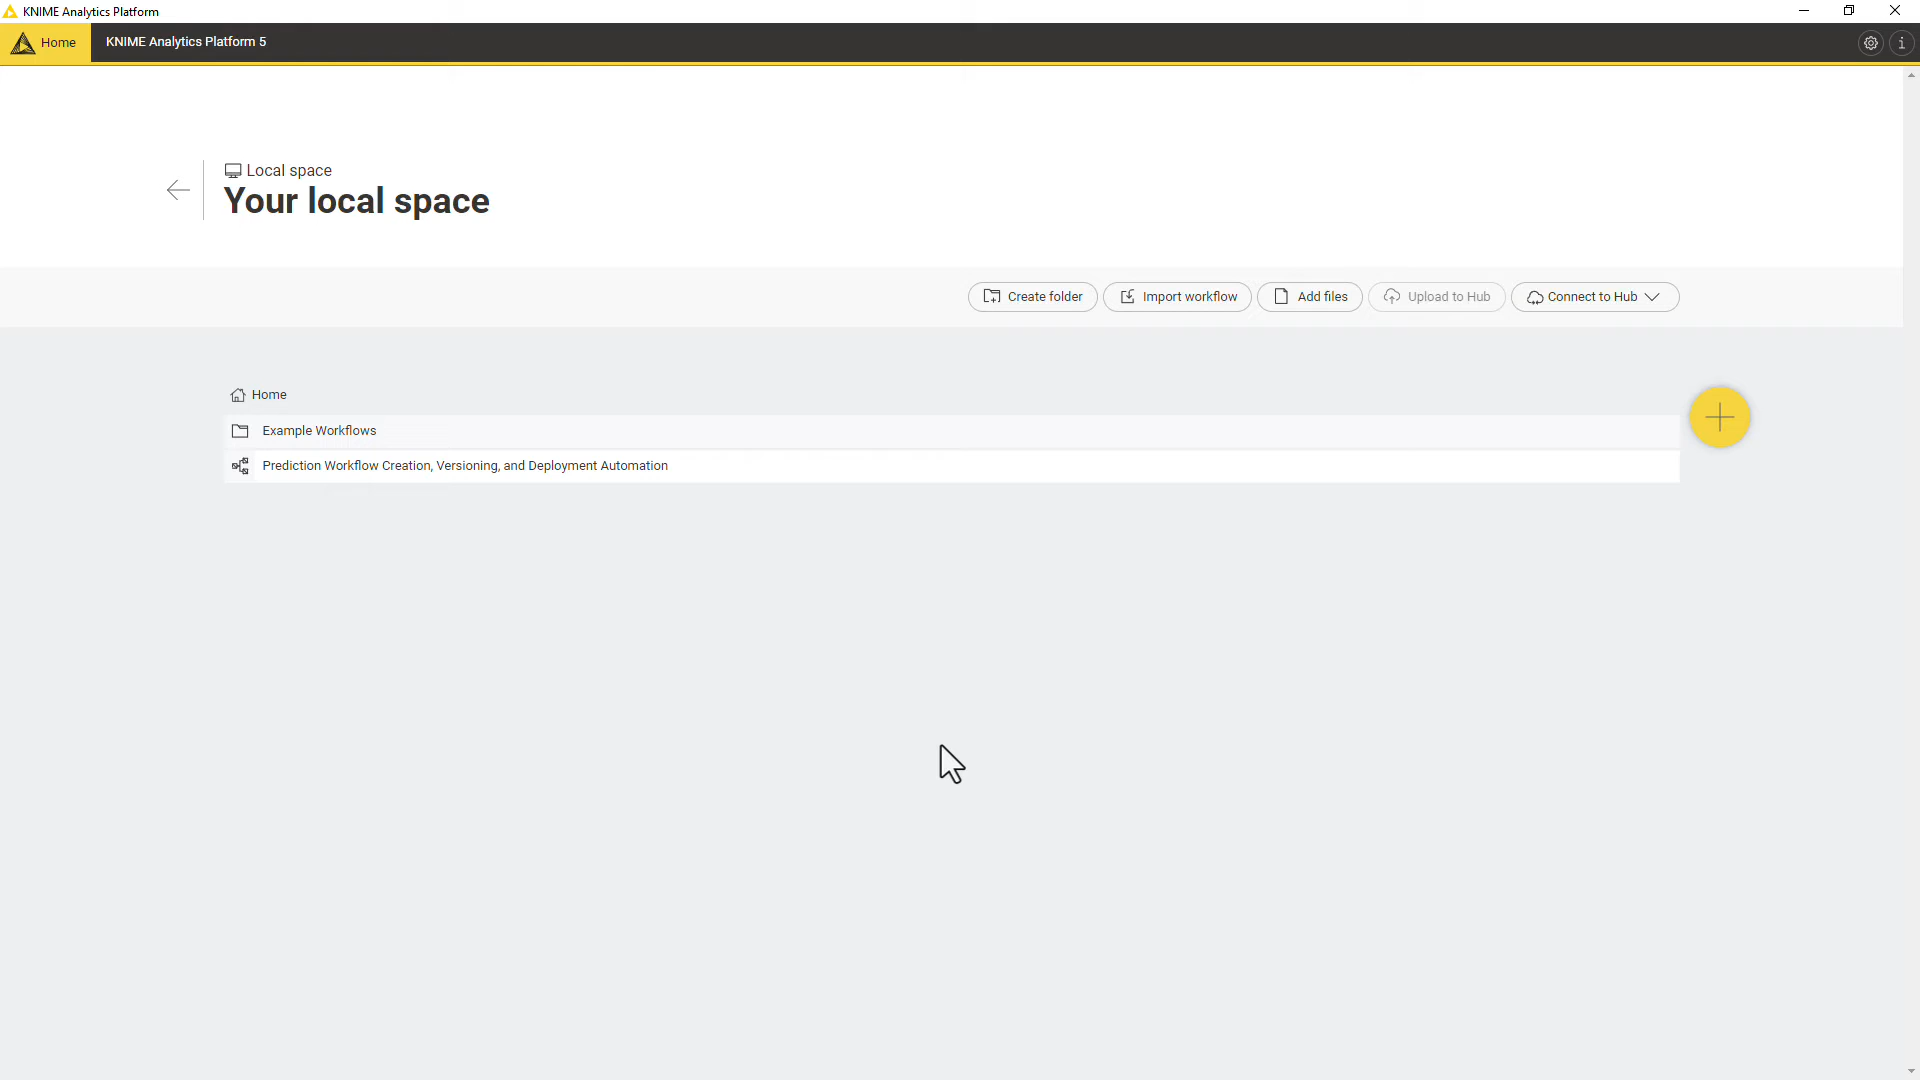 KNIME Analytics Platform
Home
KNIME Analytics Platform 5
Local space
Your local space
Create folder
Import workflow
Add files
Upload to Hub
Connect to Hub
Home
Example Workflows
Prediction Workflow Creation, Versioning, and Deployment Automation